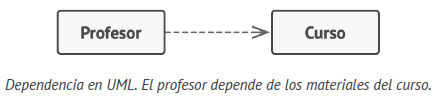 Profesor
Curso
Dependencia en UML. El profesor depende de los materiales del curso.